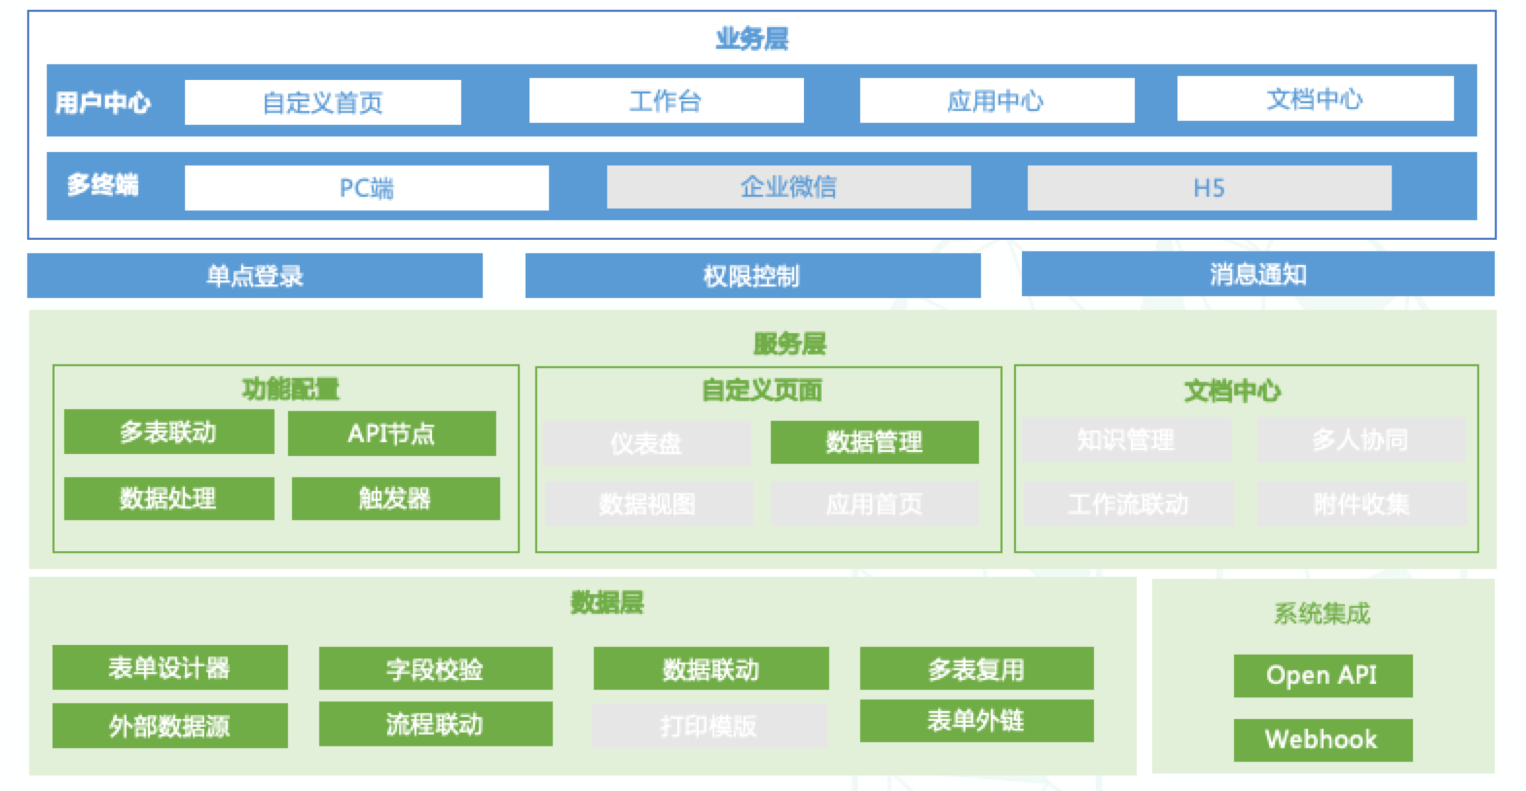 业务层
用户中心
自定义首页
工作台
应用中心
文档中心
多终端
PC端
企业微信
H5
单点登录
权限控制
消息通知
服务层
功能配置
多表联动
API节点
数据处理
触发器
自定义页面
仪表盘
数据管理
数据视图
应用首页
文档中心
知识管理
多人协同
工作流联动
附件收集
数据层
表单设计器
字段校验
数据联动
多表复用
外部数据源
流程联动
打印模版
表单外链
系统集成
Open API
Webhook